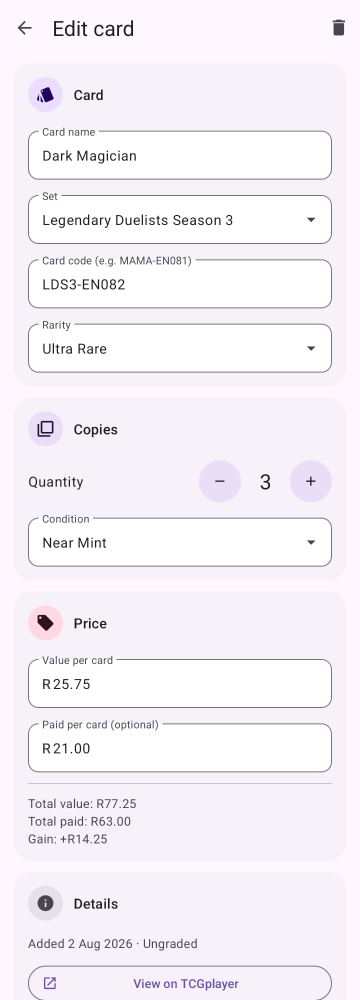 Edit card
Card
Card name
Dark Magician
Set
Legendary Duelists Season 3
Card code (e.g. MAMA-EN081)
LDS3-EN082
Rarity
Ultra Rare
Copies
Quantity − 3 +
Condition
Near Mint
Price
Value per card
R25.75
Paid per card (optional)
R21.00
Total value: R77.25
Total paid: R63.00
Gain: +R14.25
Details
Added 2 Aug 2026 · Ungraded
View on TCGplayer